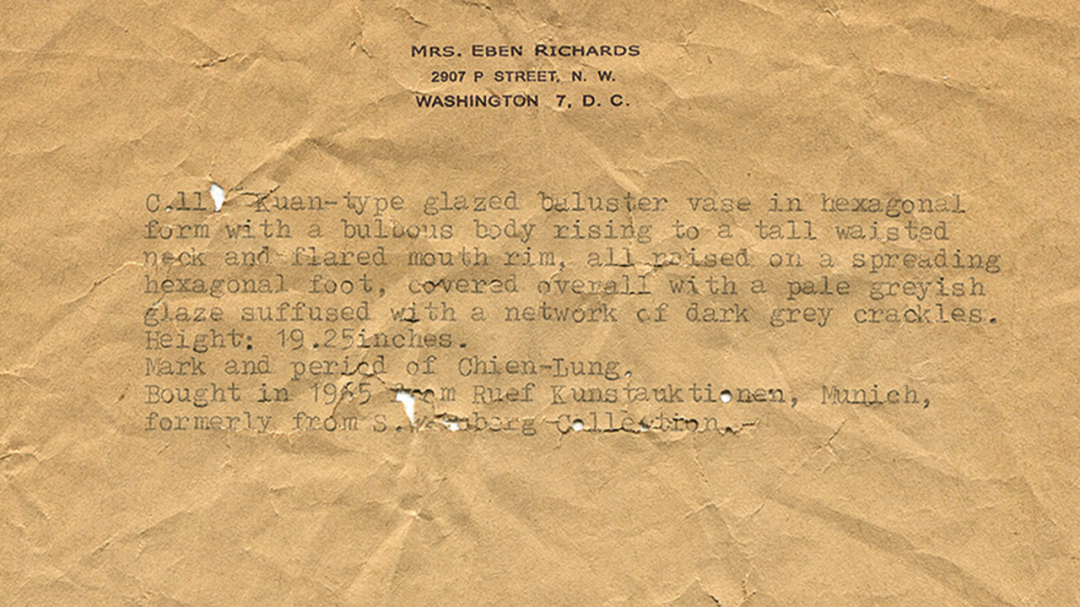 MRS. EBEN RICHARDS
2907 P STREET, N. W.
WASHINGTON 7, D. C.
Kuan-type glazed baluster vase in hexagonal
form with a bulbous body rising to a tall waisted
neck and flared mouth rim, all raised on a spreading
hexagonal foot, covered overall with a pale greyish
glaze suffused with a network of dark grey crackles.
Height: 19.25inches.
Mark and period of Chien-Lung,
Bought in 1965 from Ruef Kunstauktionen, Munich,
formerly from Collection.